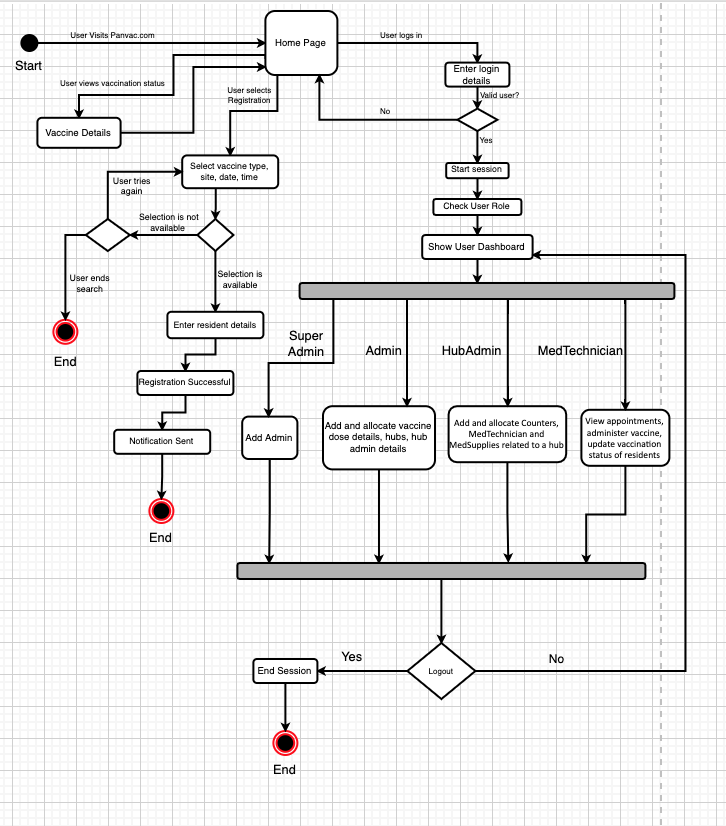 User Visits Panvac.com
Home Page
User logs in
Start
Enter login
details
User views vaccination status
User selects
Registration
Valid user?
No
Vaccine Details
Yes
Select vaccine type,
site, date, time
Start session
User tries
again
Check User Role
Selection is not
available
Show User Dashboard
User ends
search
Selection is
available
Enter resident details
End
Super
Admin
Admin
HubAdmin
MedTechnician
Registration Successful
Add Admin
Add and allocate vaccine
dose details, hubs, hub
admin details
Add and allocate Counters,
MedTechnician and
MedSupplies related to a hub
View appointments,
administer vaccine,
update vaccination
status of residents
Notification Sent
End
Yes
No
End Session
Logout
End